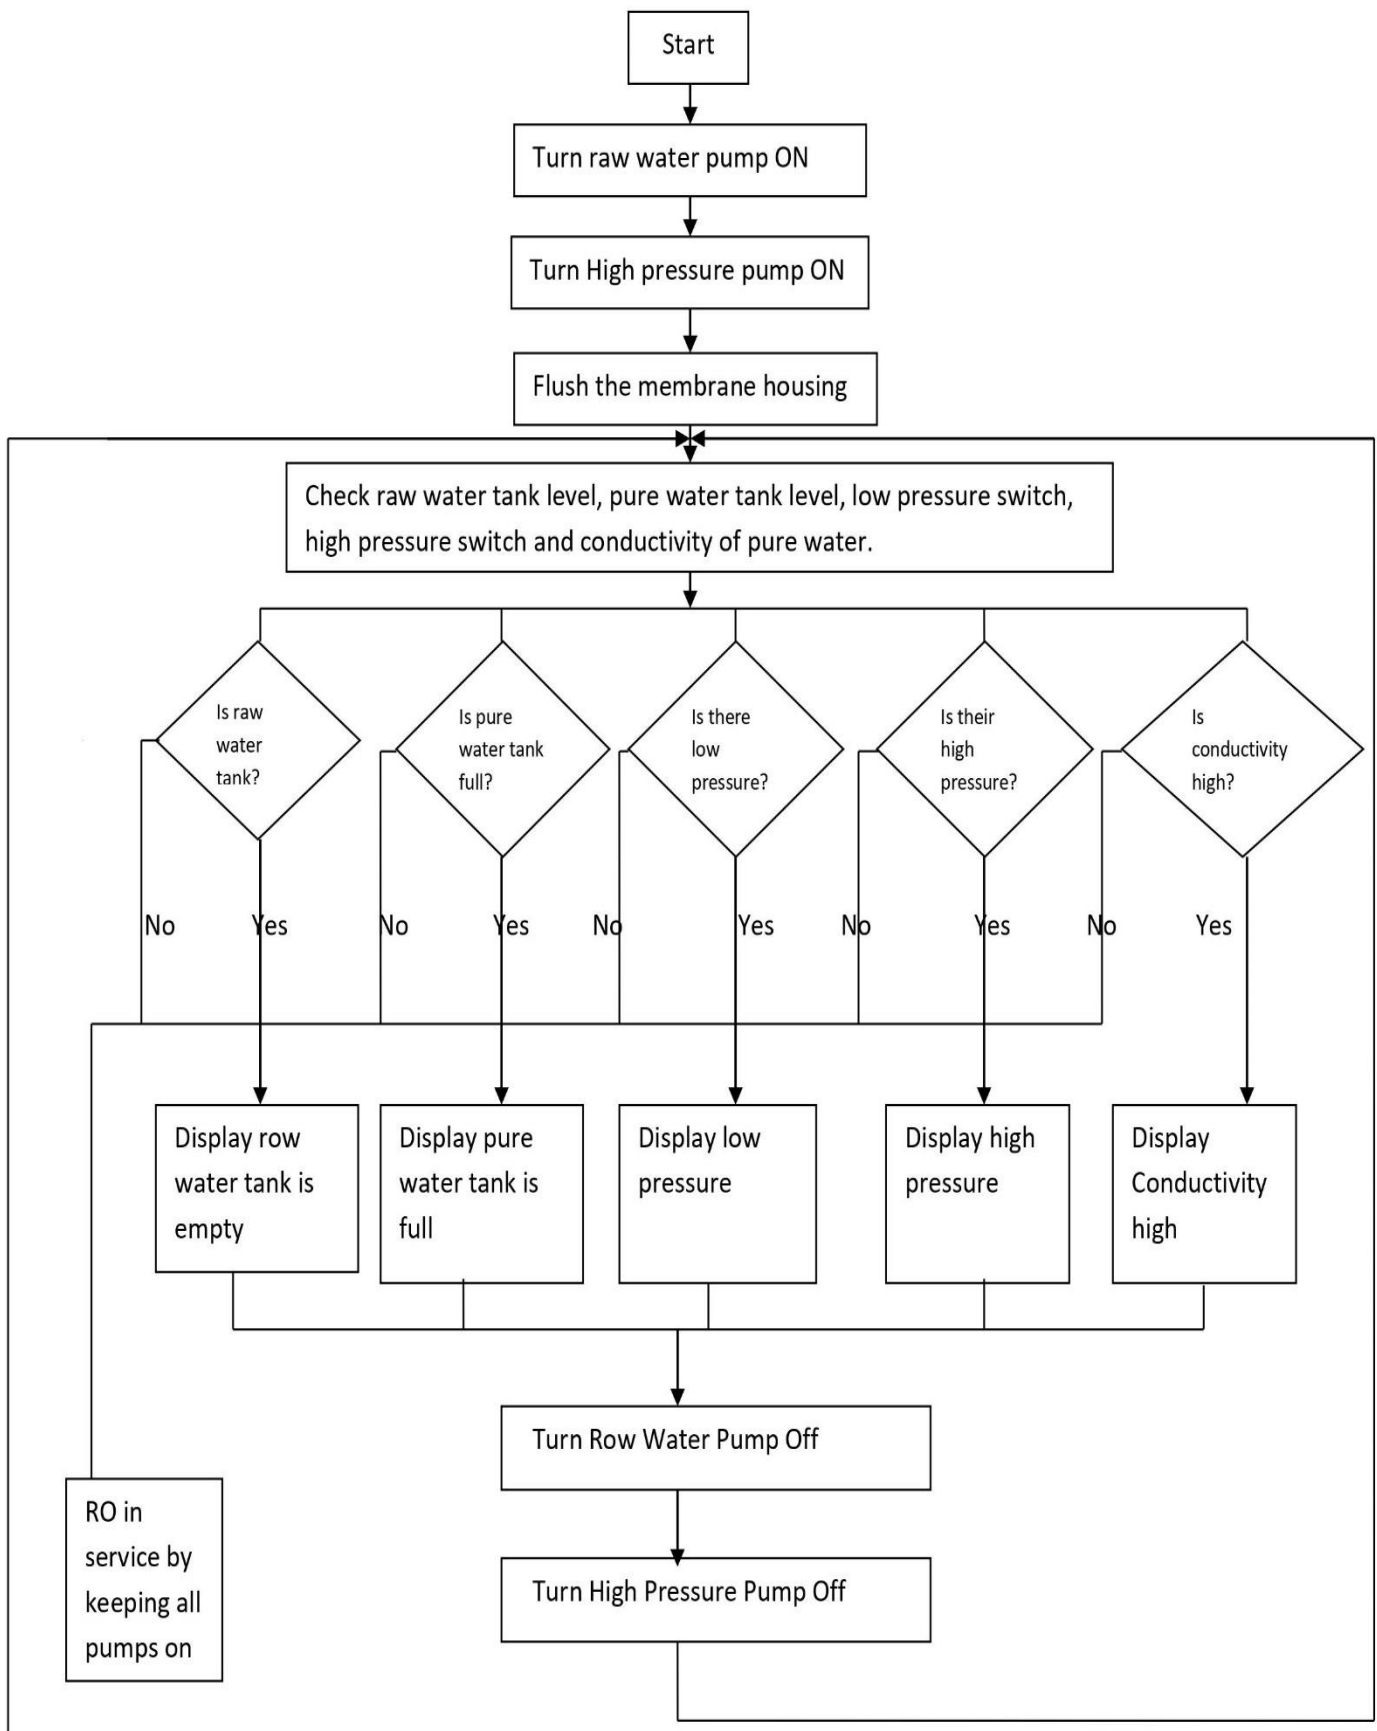 Start
Turn raw water pump ON
Turn High pressure pump ON
Flush the membrane housing
Check raw water tank level, pure water tank level, low pressure switch,
high pressure switch and conductivity of pure water.
Is raw
water
tank?
Is pure
water tank
full?
Is there
low
pressure?
Is their
high
pressure?
Is
conductivity
high?
No
Yes
No
Yes
No
Yes
No
Yes
No
Yes
Display row
water tank is
empty
Display pure
water tank is
full
Display low
pressure
Display high
pressure
Display
Conductivity
high
Turn Row Water Pump Off
RO in
service by
keeping all
pumps on
Turn High Pressure Pump Off